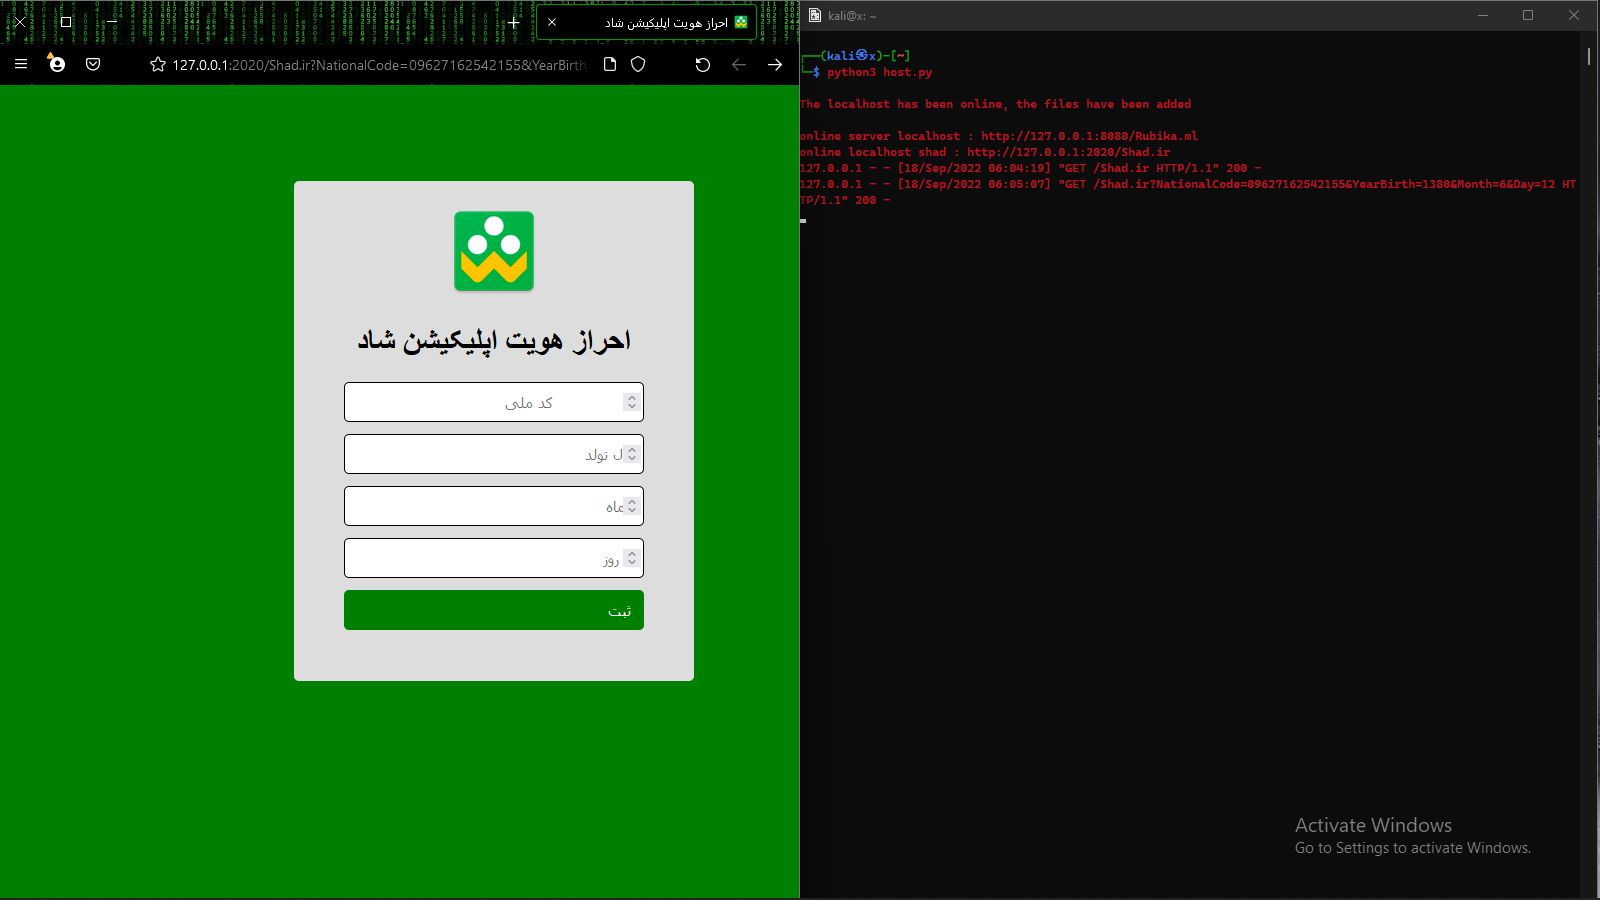 احراز هویت اپلیکیشن شاد
127.0.0.1:2020/Shad.ir?NationalCode=09627162542155&YearBirth
احراز هویت اپلیکیشن شاد
کد ملی
ل تولد
ماه
روز
ثبت
kali@x: ~
(kali㉿x)-[~]
$ python3 host.py
The localhost has been online, the files have been added
online server localhost : http://127.0.0.1:8080/Rubika.ml
online localhost shad : http://127.0.0.1:2020/Shad.ir
127.0.0.1 - - [18/Sep/2022 06:04:19] "GET /Shad.ir HTTP/1.1" 200 -
127.0.0.1 - - [18/Sep/2022 06:05:07] "GET /Shad.ir?NationalCode=09627162542155&YearBirth=1380&Month=6&Day=12 HT
TP/1.1" 200 -
Activate Windows
Go to Settings to activate Windows.